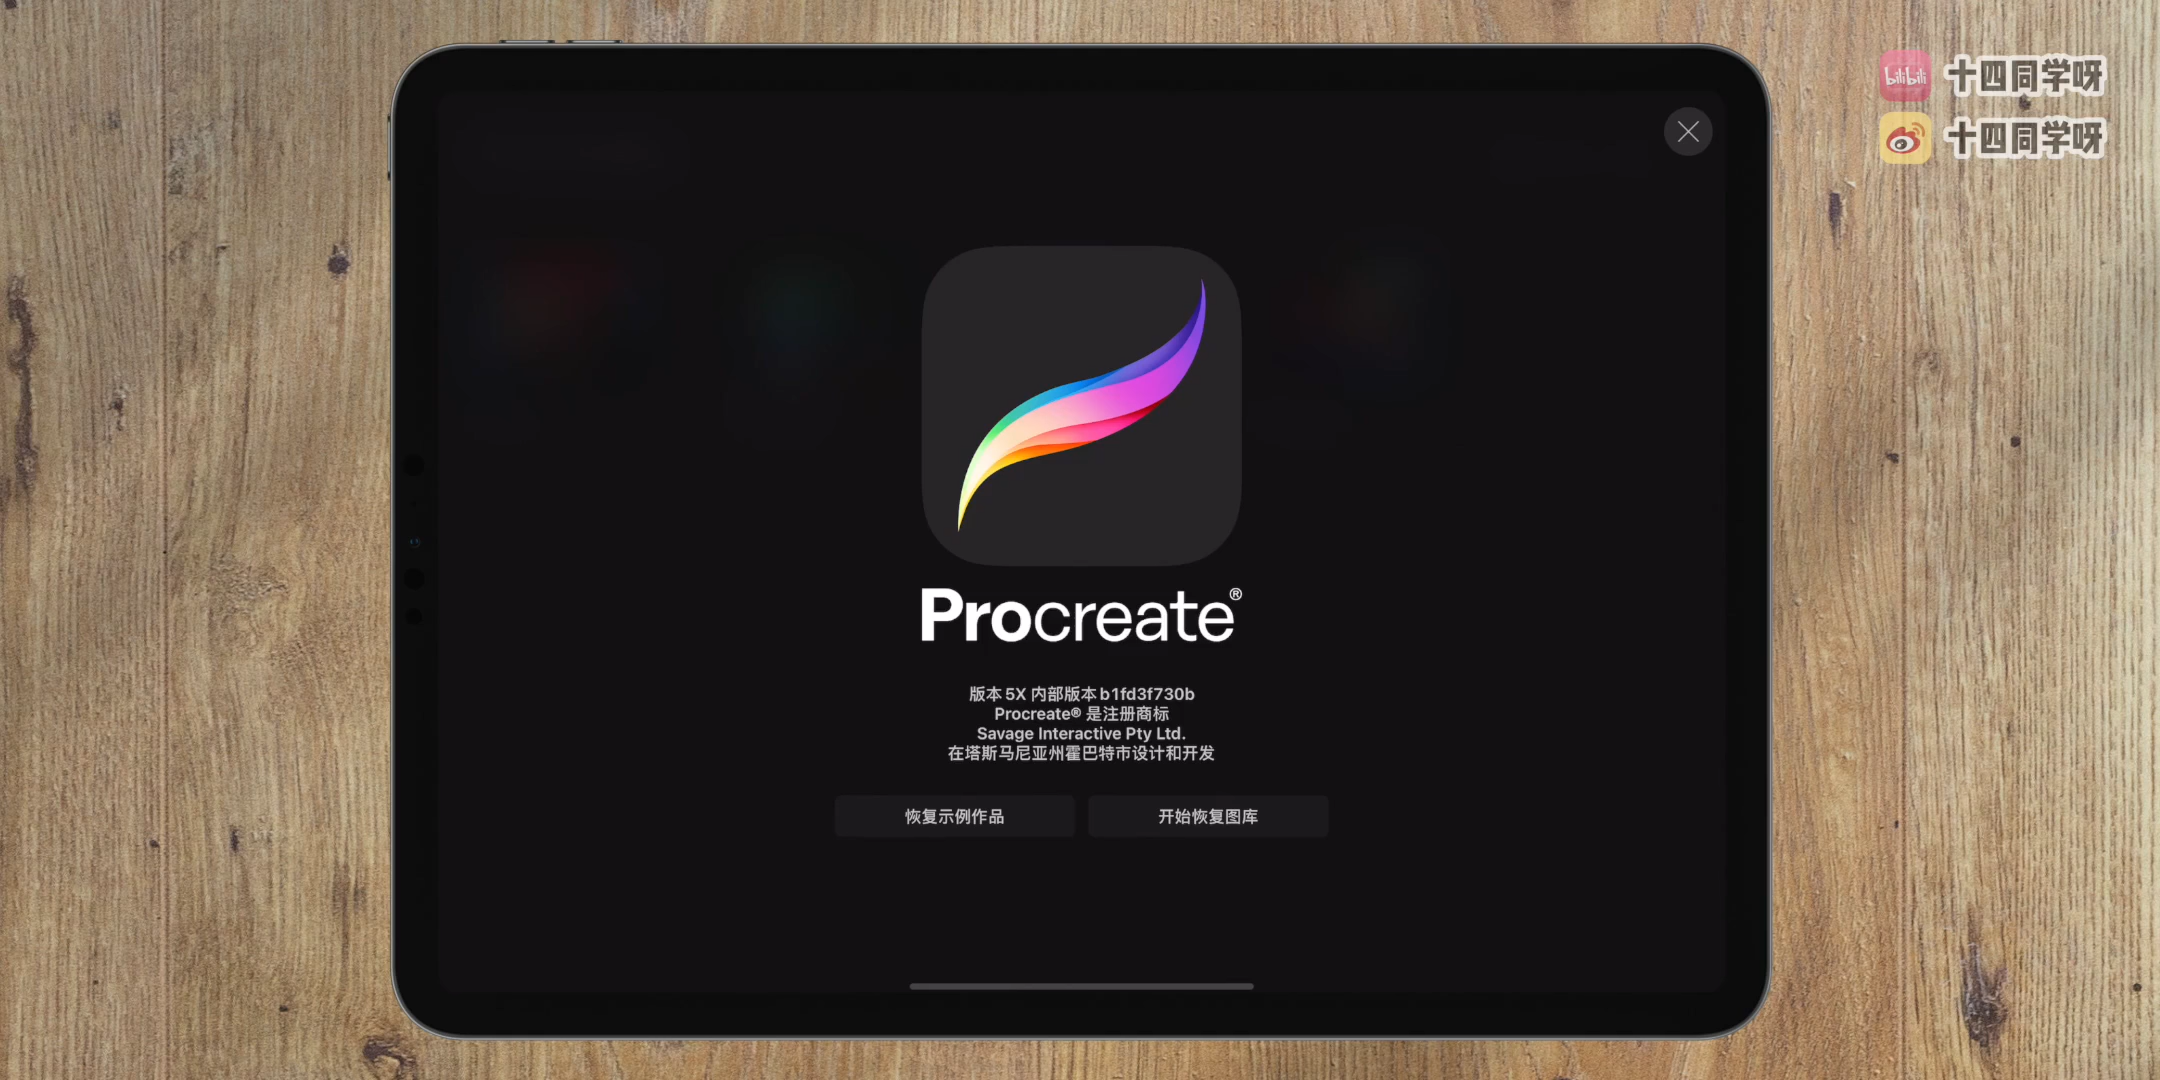 bilibili 十四同学呀
十四同学呀
Procreate®
版本 5X 内部版本 b1fd3f730b
Procreate® 是注册商标
Savage Interactive Pty Ltd.
在塔斯马尼亚州霍巴特市设计和开发
恢复示例作品
开始恢复图库